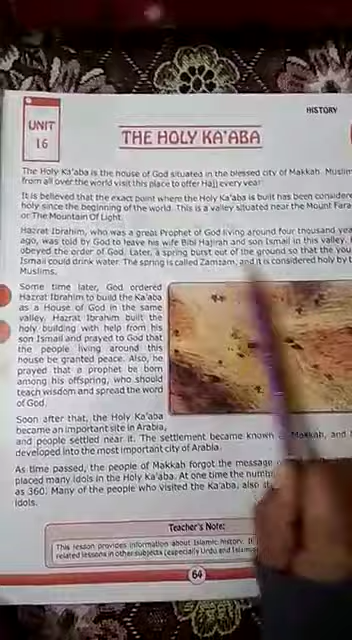 HISTORY
UNIT
16
THE HOLY KA'ABA
The Holy Ka'aba is the house of God situated in the blessed city of Makkah. Muslim
from all over the world visit this place to offer Hajj every year.
It is believed that the exact point where the Holy Ka'aba is built has been considere
holy since the beginning of the world. This is a valley situated near the Mount Fara
or The Mountain Of Light.
Hazrat Ibrahim, who was a great Prophet of God living around four thousand yea
ago, was told by God to leave his wife Bibi Hajirah and son Ismail in this valley.
obeyed the order of God. Later, a spring burst out of the ground so that the you
Ismail could drink water. The spring is called Zamzam, and it is considered holy by
Muslims.
Some time later, God ordered
Hazrat Ibrahim to build the Ka'aba
as a House of God in the same
valley. Hazrat Ibrahim built the
holy building with help from his
son Ismail and prayed to God that
the people living around this
house be granted peace. Also, he
prayed that a prophet be born
among his offspring, who should
teach wisdom and spread the word
of God.
Soon after that, the Holy Ka'aba
became an important site in Arabia,
and people settled near it. The settlement became known Makkah, and
developed into the most important city of Arabia.
As time passed, the people of Makkah forgot the message
placed many idols in the Holy Ka'aba. At one time the numb
as 360. Many of the people who visited the Ka'aba, also
idols.
Teacher's Note:
This lesson provides information about Islamic history. It
related lessons in other subjects (especially Urdu and Islamia
64